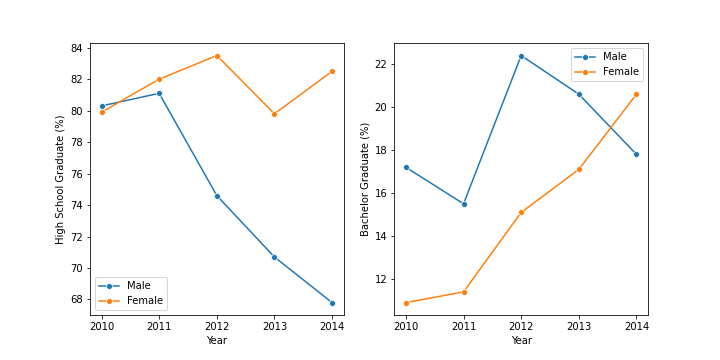 84
82
80
78
76
74
72
70
68
High School Graduate (%)
Male
Female
2010 2011 2012 2013 2014
Year
22
20
18
16
14
12
Bachelor Graduate (%)
Male
Female
2010 2011 2012 2013 2014
Year